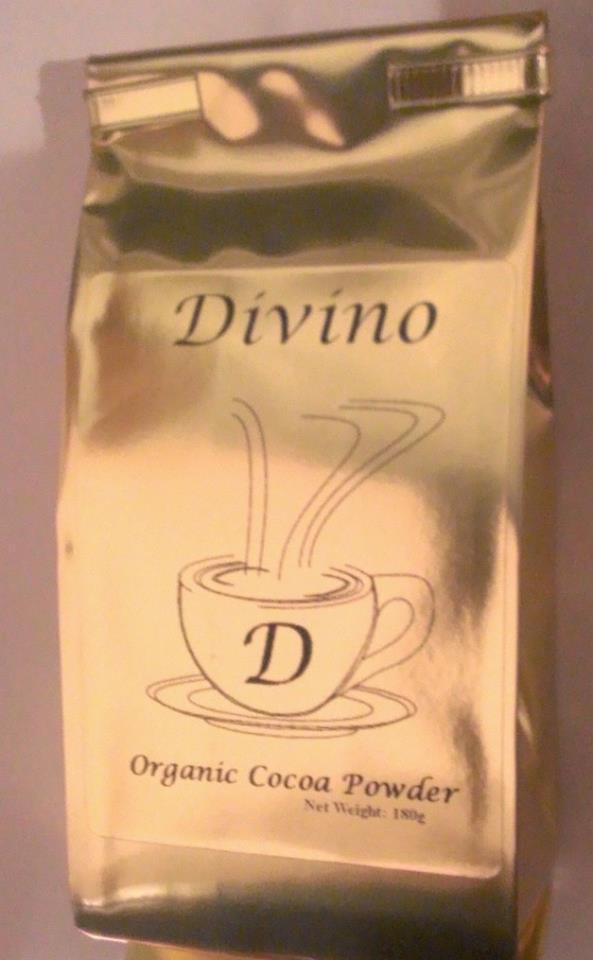 Divino
D
Organic Cocoa Powder
Net Weight: 180g